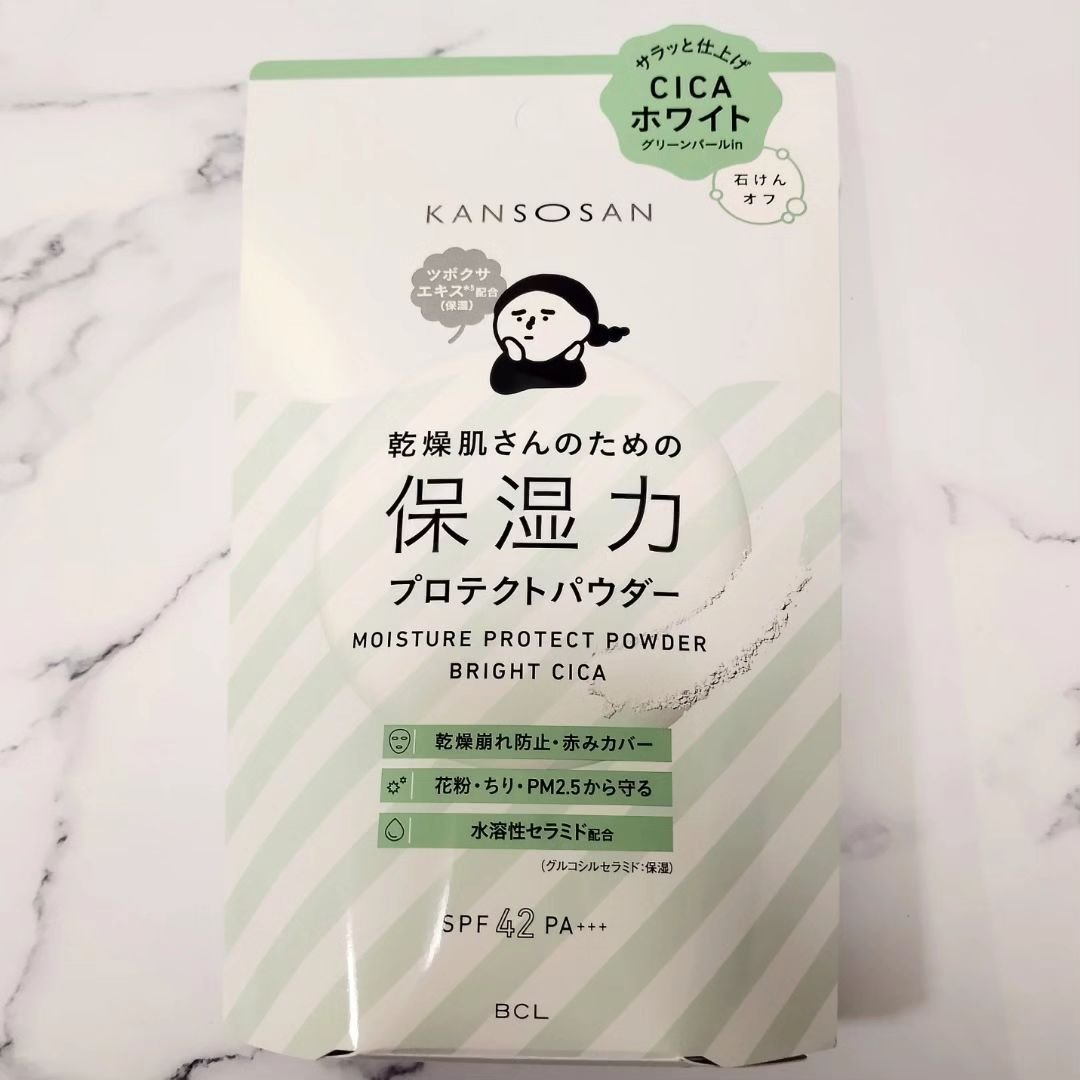 サラッと仕上げ
CICA
ホワイト
グリーンパールin
石けん
オフ
KANSOSAN
ツボクサ
エキス*5配合
(保湿)
乾燥肌さんのための
保湿力
プロテクトパウダー
MOISTURE PROTECT POWDER
BRIGHT CICA
乾燥崩れ防止・赤みカバー
花粉・ちり・PM2.5から守る
水溶性セラミド配合
(グルコシルセラミド:保湿)
SPF 42 PA+++
BCL